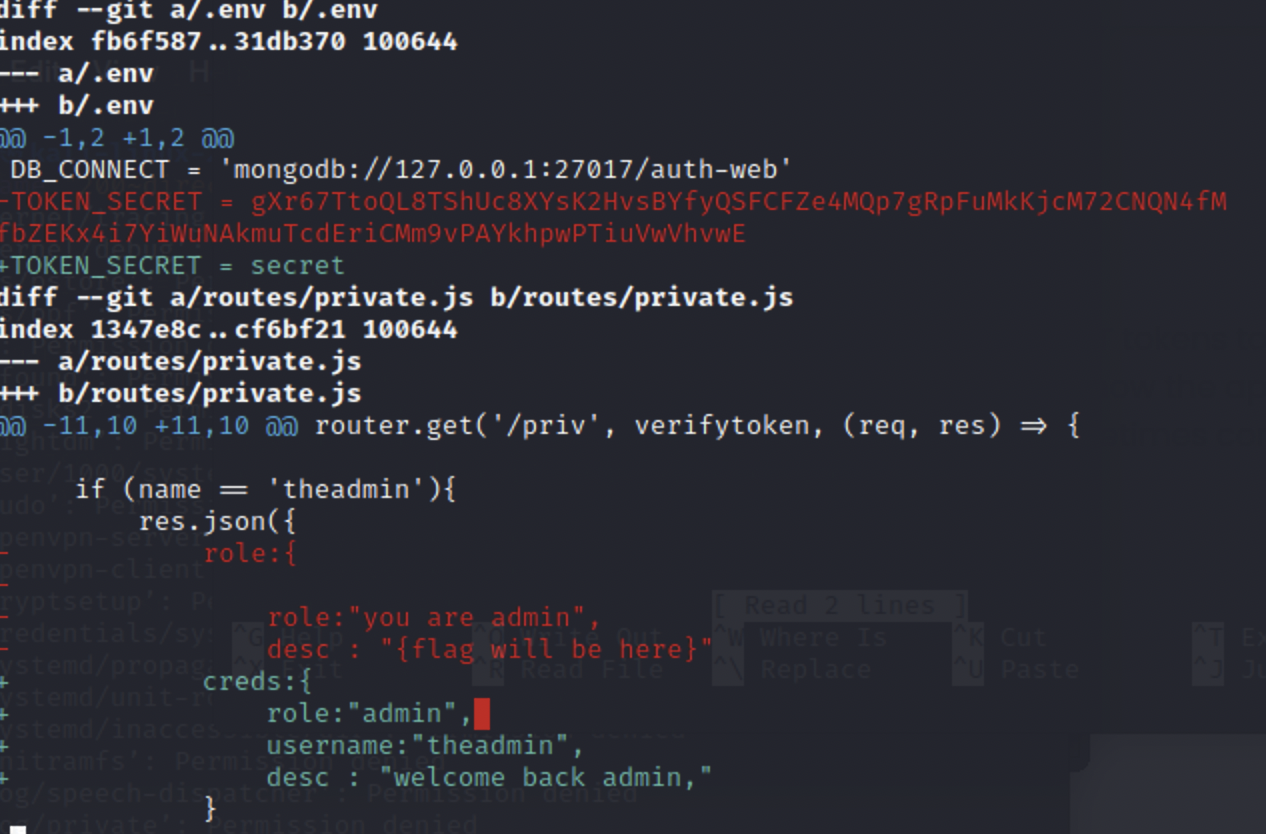 diff --git a/.env b/.env
index fb6f587..31db370 100644
--- a/.env
+++ b/.env
@@ -1,2 +1,2 @@
DB_CONNECT = 'mongodb://127.0.0.1:27017/auth-web'
-TOKEN_SECRET = gXr67TtoQL8TShUc8XYsK2HvsBYfyQSFCFZe4MQp7gRpFuMkKjcM72CNQN4fM
fbZEKx4i7YiWuNAkmuTcdEriCMm9vPAYkhpwPTiuVwVhvwE
+TOKEN_SECRET = secret
diff --git a/routes/private.js b/routes/private.js
index 1347e8c..cf6bf21 100644
--- a/routes/private.js
+++ b/routes/private.js
@@ -11,10 +11,10 @@ router.get('/priv', verifytoken, (req, res) => {
if (name == 'theadmin'){
res.json({
- role:{
-
- role:"you are admin",
- desc : "{flag will be here}"
+ creds:{
+ role:"admin",
+ username:"theadmin",
+ desc : "welcome back admin,"
}
[ Read 2 lines ]
^G Help ^O Write Out ^W Where Is ^K Cut ^T
^X Exit ^R Read File ^\ Replace ^U Paste ^J